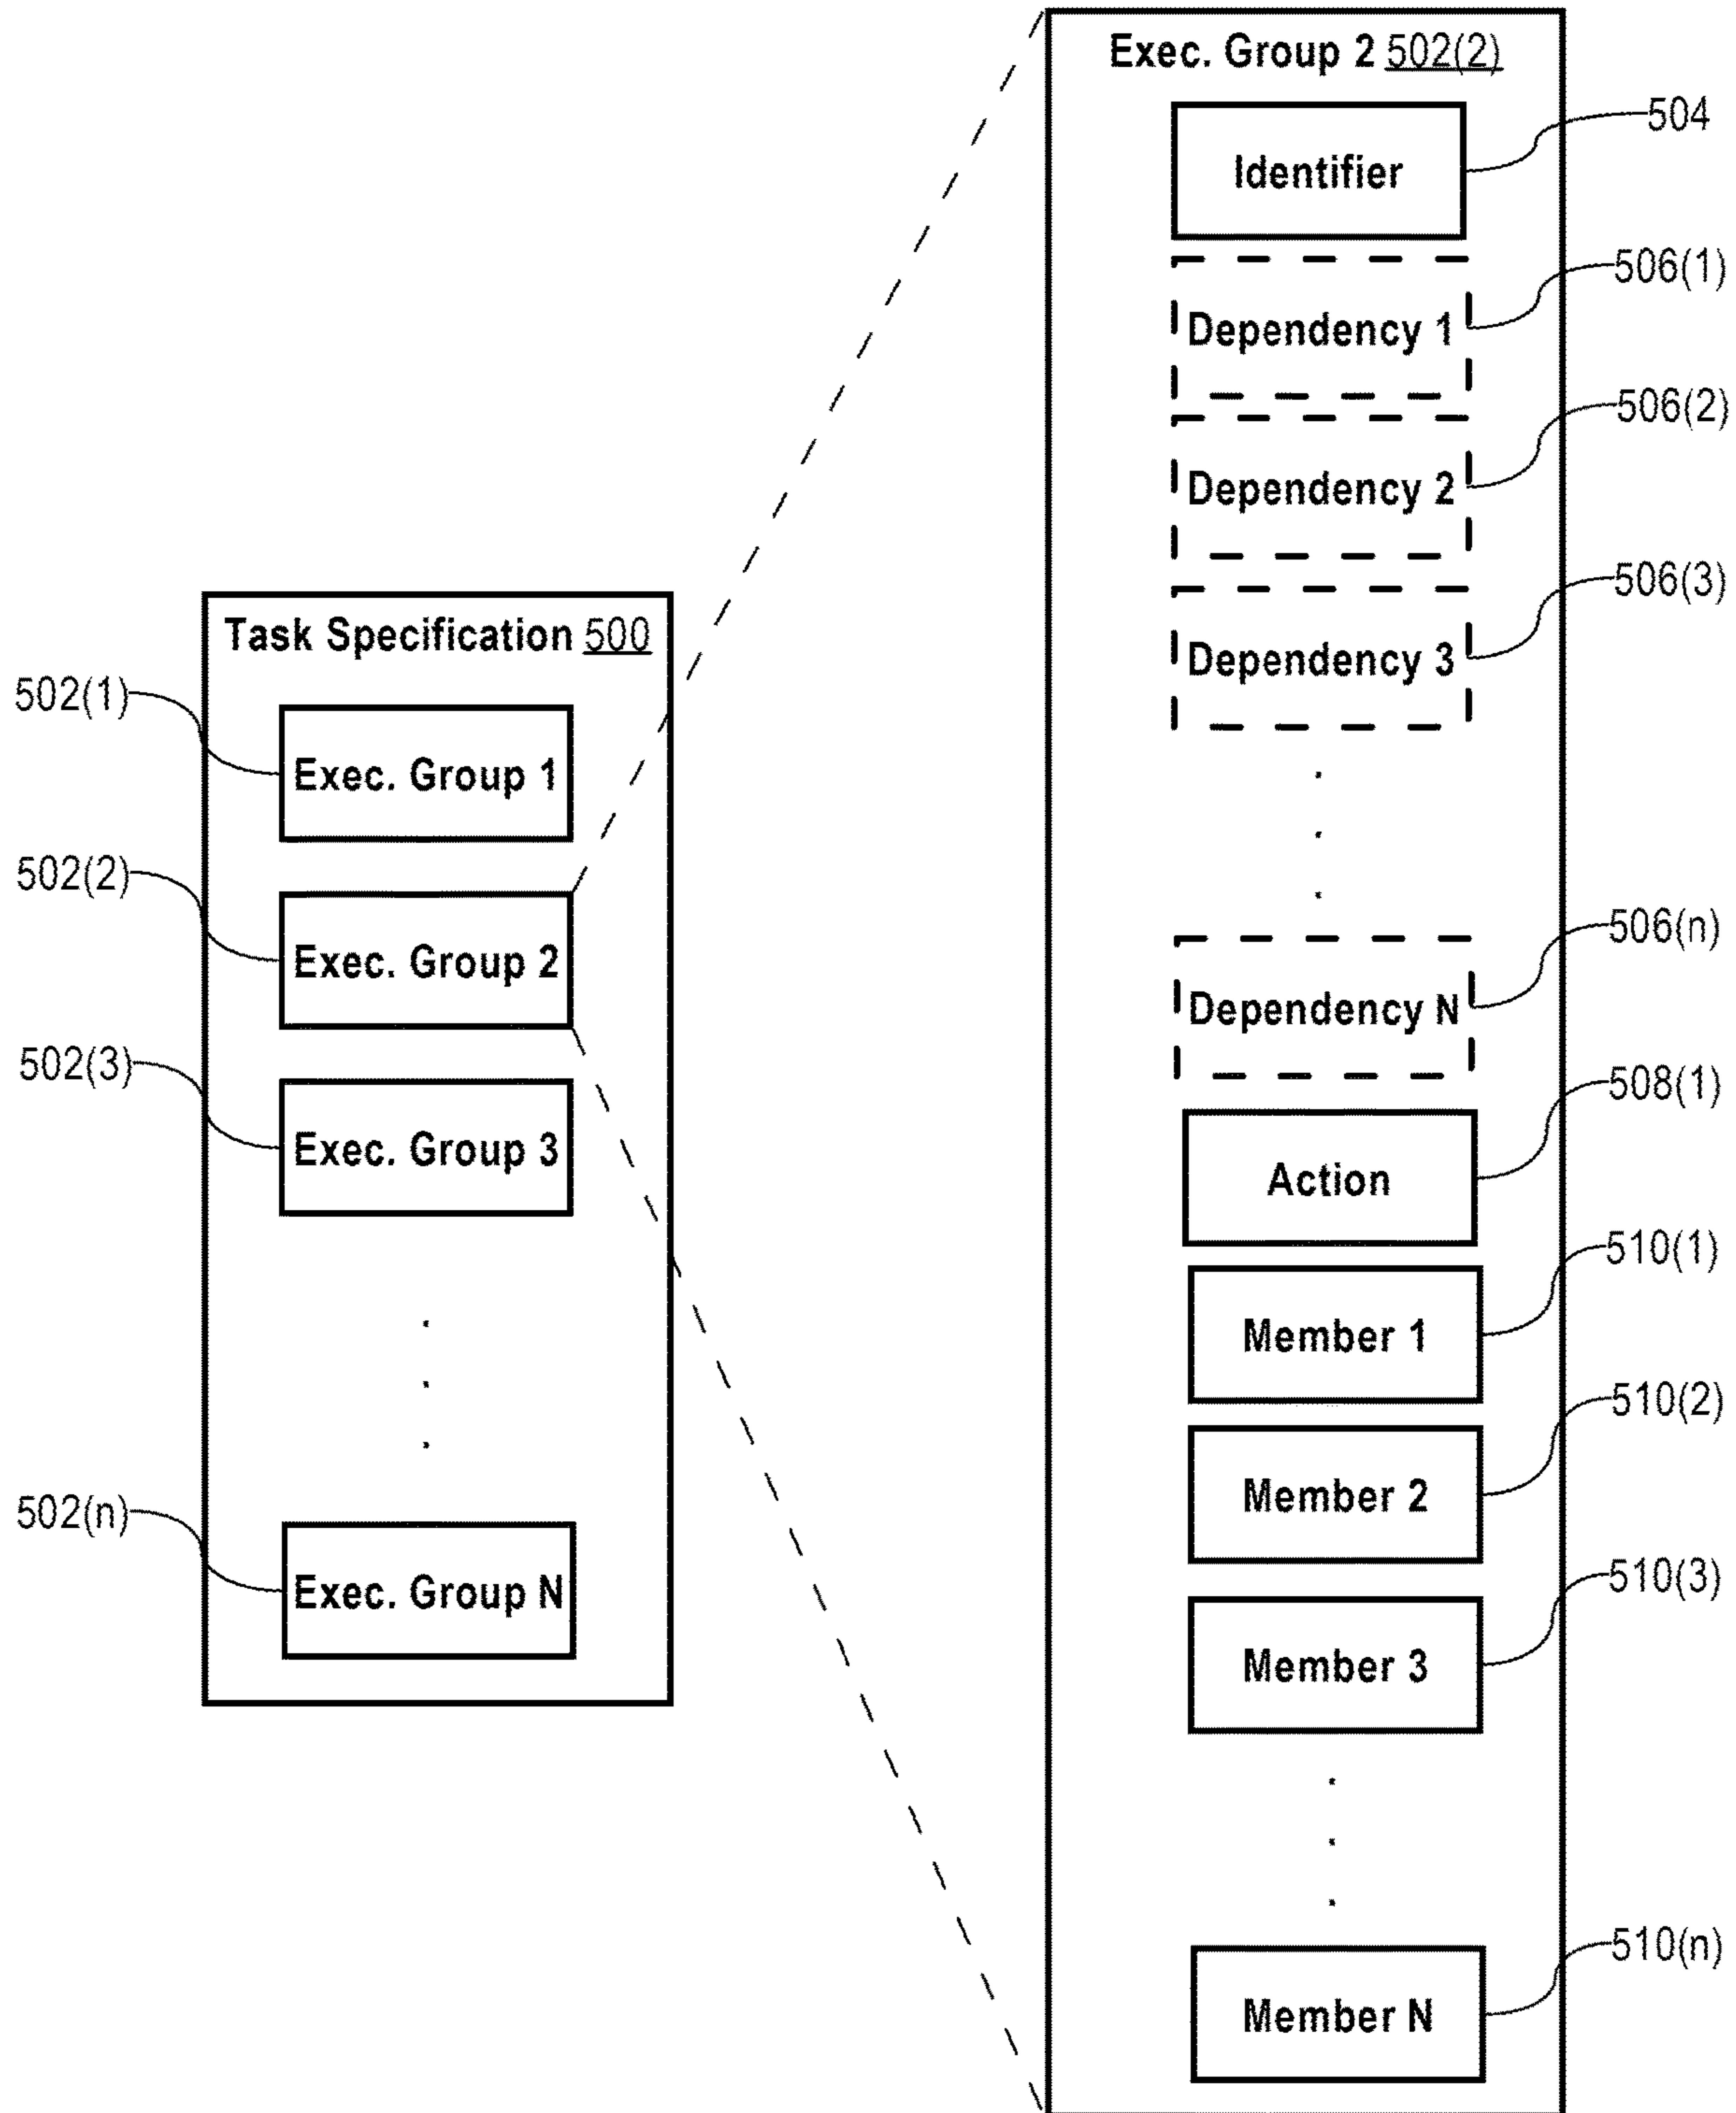 Task Specification 500
502(1)
Exec. Group 1
502(2)
Exec. Group 2
502(3)
Exec. Group 3
502(n)
Exec. Group N
Exec. Group 2 502(2)
504
Identifier
506(1)
Dependency 1
506(2)
Dependency 2
506(3)
Dependency 3
506(n)
Dependency N
508(1)
Action
510(1)
Member 1
510(2)
Member 2
510(3)
Member 3
510(n)
Member N